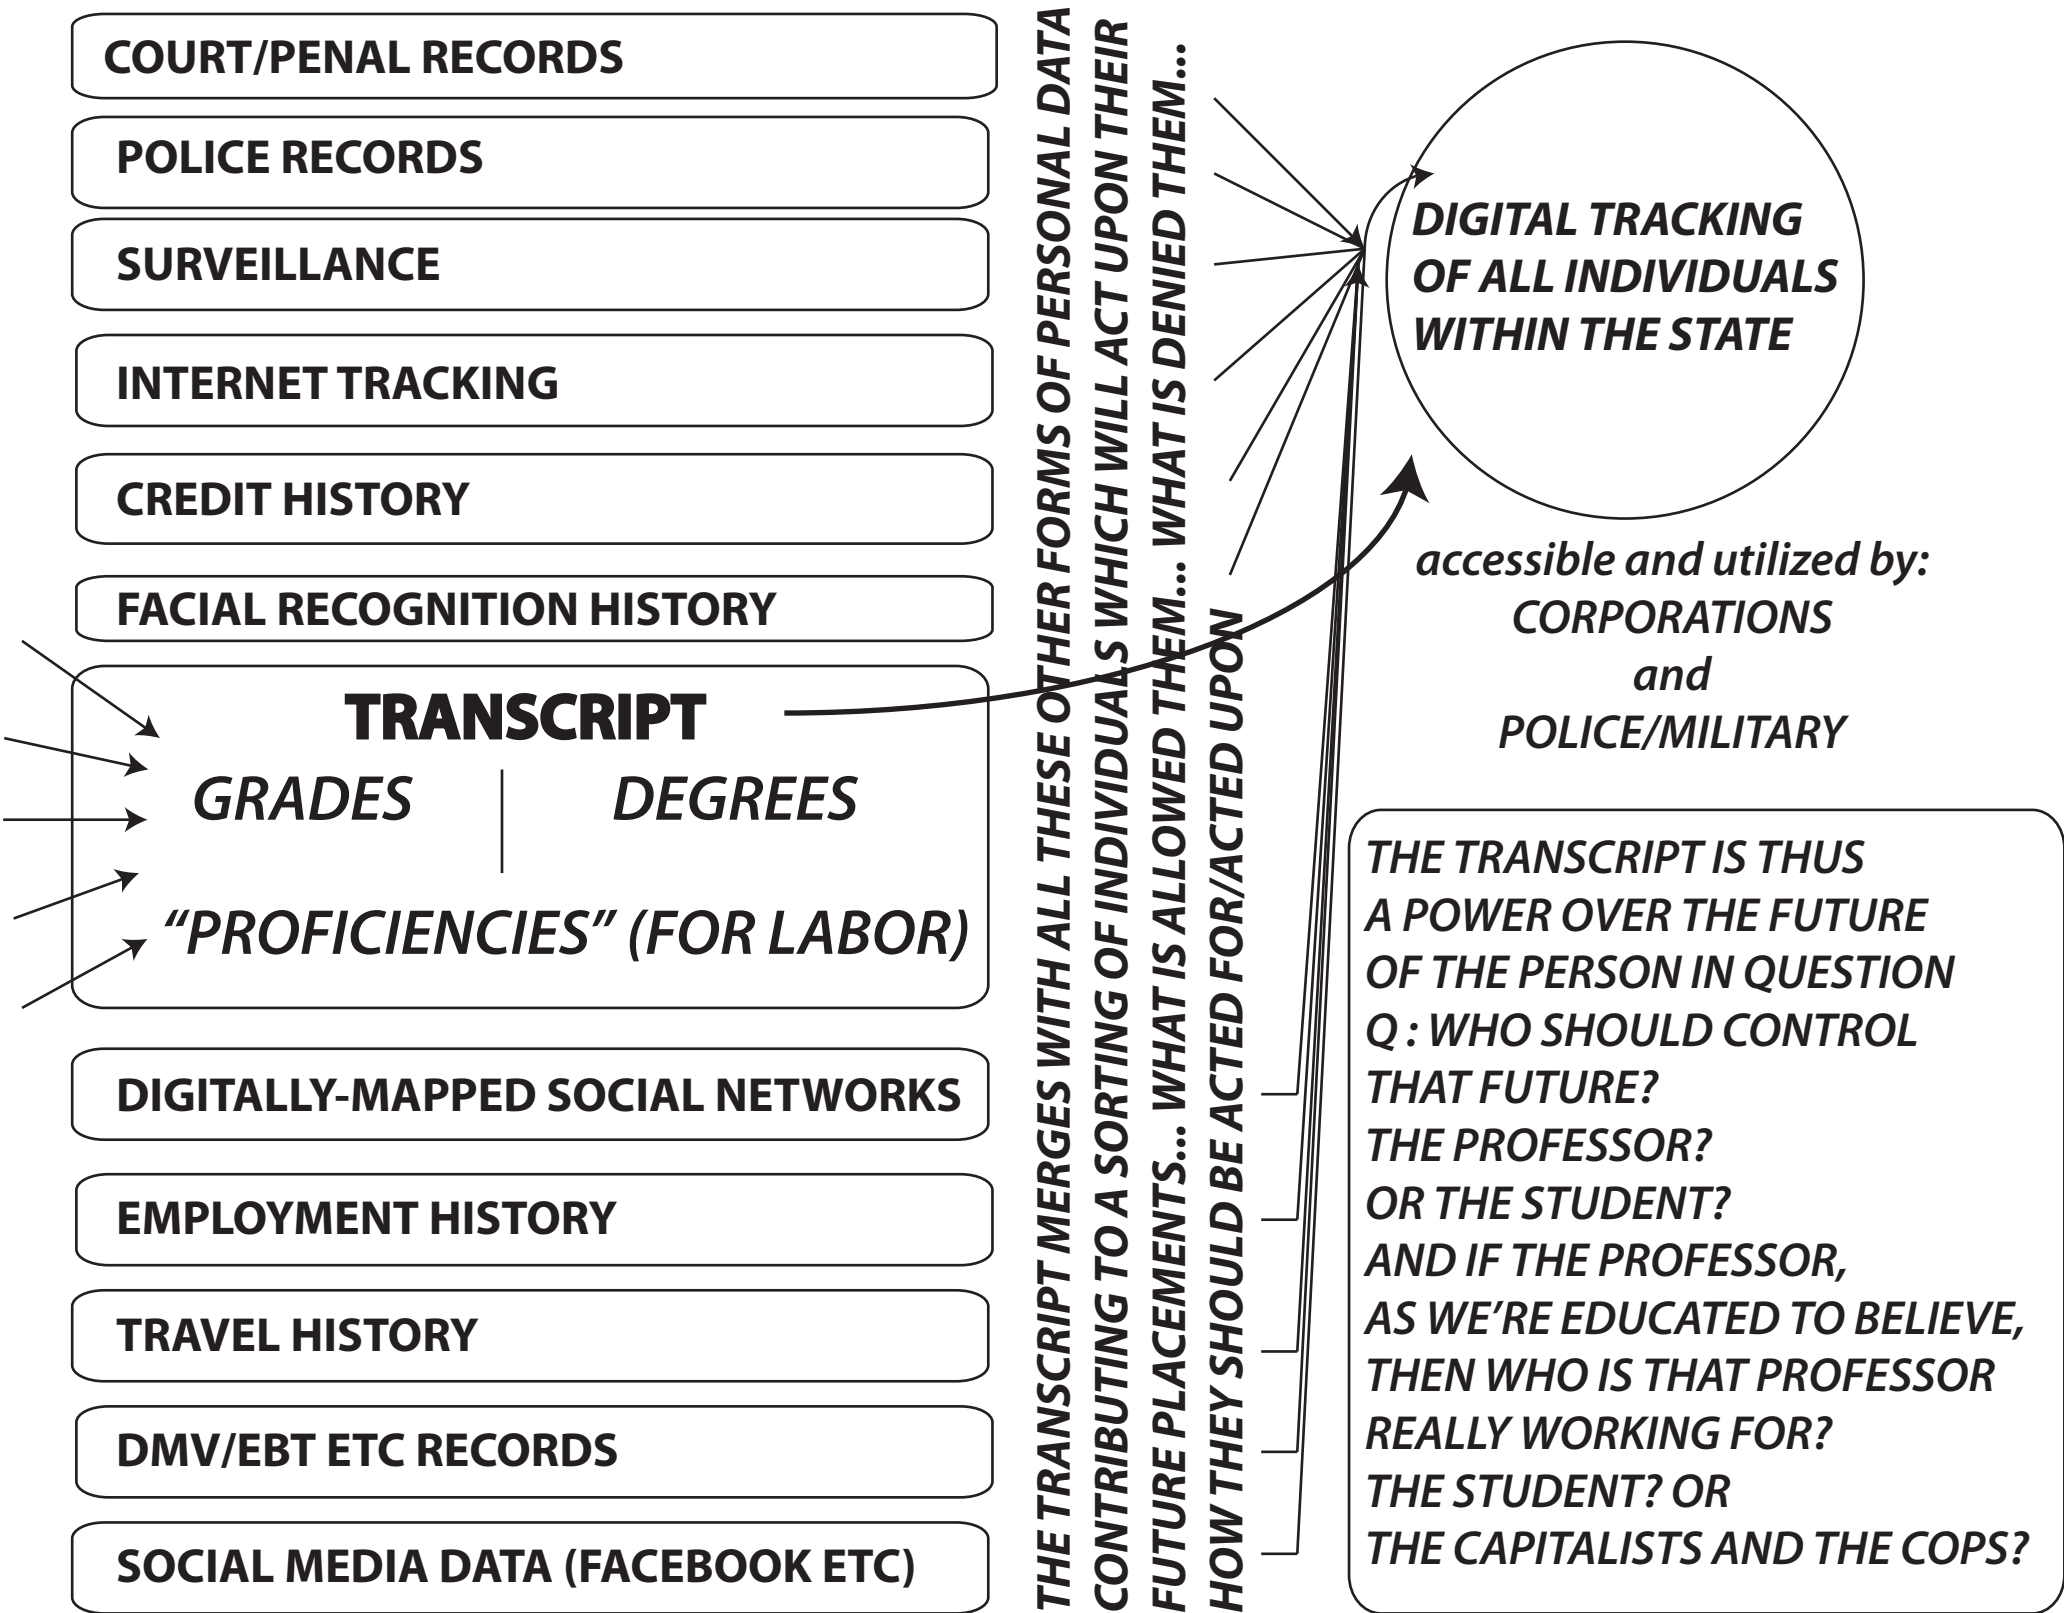 COURT/PENAL RECORDS
POLICE RECORDS
SURVEILLANCE
INTERNET TRACKING
CREDIT HISTORY
FACIAL RECOGNITION HISTORY
TRANSCRIPT
GRADES
DEGREES
“PROFICIENCIES” (FOR LABOR)
DIGITALLY-MAPPED SOCIAL NETWORKS
EMPLOYMENT HISTORY
TRAVEL HISTORY
DMV/EBT ETC RECORDS
SOCIAL MEDIA DATA (FACEBOOK ETC)
THE TRANSCRIPT MERGES WITH ALL THESE OTHER FORMS OF PERSONAL DATA
CONTRIBUTING TO A SORTING OF INDIVIDUALS WHICH WILL ACT UPON THEIR
FUTURE PLACEMENTS... WHAT IS ALLOWED THEM... WHAT IS DENIED THEM...
HOW THEY SHOULD BE ACTED FOR/ACTED UPON
DIGITAL TRACKING
OF ALL INDIVIDUALS
WITHIN THE STATE
accessible and utilized by:
CORPORATIONS
and
POLICE/MILITARY
THE TRANSCRIPT IS THUS
A POWER OVER THE FUTURE
OF THE PERSON IN QUESTION
Q : WHO SHOULD CONTROL
THAT FUTURE?
THE PROFESSOR?
OR THE STUDENT?
AND IF THE PROFESSOR,
AS WE’RE EDUCATED TO BELIEVE,
THEN WHO IS THAT PROFESSOR
REALLY WORKING FOR?
THE STUDENT? OR
THE CAPITALISTS AND THE COPS?